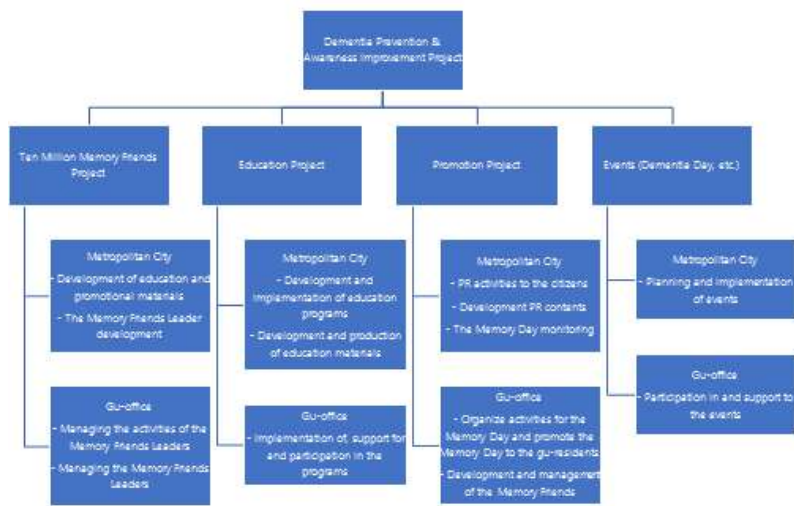 Dementia Prevention &
Awareness Improvement Project
Ten Million Memory Friends
Project
Education Project
Promotion Project
Events (Dementia Day, etc.)
Metropolitan City
- Development of education and
promotional materials
- The Memory Friends Leader
development
Gu-office
- Managing the activities of the
Memory Friends Leaders
- Managing the Memory Friends
Leaders
Metropolitan City
- Development and
implementation of education
programs
- Development and production
of education materials
Gu-office
- Implementation of, support for
and participation in the
programs
Metropolitan City
- PR activities to the citizens
- Development PR contents
- The Memory Day monitoring
Gu-office
- Organize activities for the
Memory Day and promote the
Memory Day to the gu-residents
- Development and management
of the Memory Friends
Metropolitan City
- Planning and implementation
of events
Gu-office
- Participation in and support to
the events